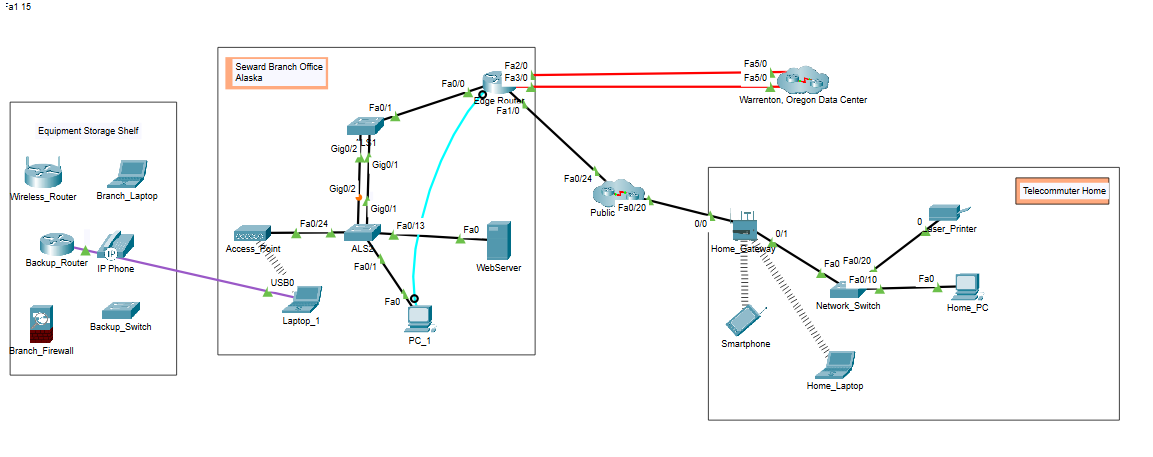 Fa1 15
Seward Branch Office
Alaska
Equipment Storage Shelf
Wireless_Router
Branch_Laptop
Backup_Router
IP Phone
Branch_Firewall
Backup_Switch
Fa0/1
Fa0/0
Fa2/0
Fa3/0
Edge Router
Fa1/0
Gig0/2
Gig0/1
Gig0/2
Gig0/1
Fa0/24
Access_Point
ALS2
Fa0/13
Fa0
WebServer
Fa0/1
USB0
Laptop_1
Fa0
PC_1
Fa5/0
Fa5/0
Warrenton, Oregon Data Center
Fa0/24
Public
Fa0/20
Telecommuter Home
0/0
Home_Gateway
0/1
0
Laser_Printer
Fa0
Fa0/20
Fa0/10
Network_Switch
Fa0
Home_PC
Smartphone
Home_Laptop